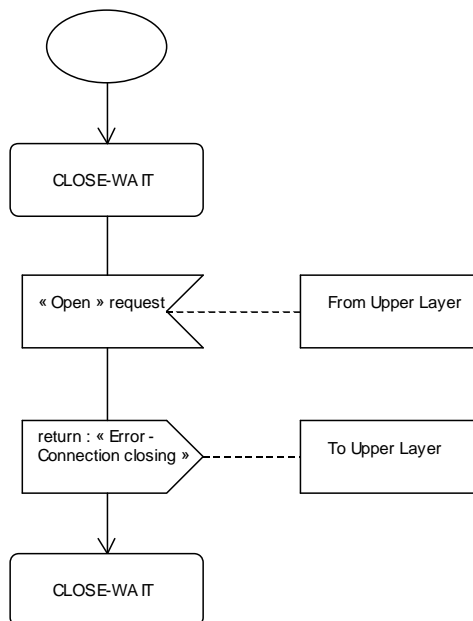 CLOSE-WAIT
« Open » request
From Upper Layer
return : « Error -
Connection closing »
To Upper Layer
CLOSE-WAIT